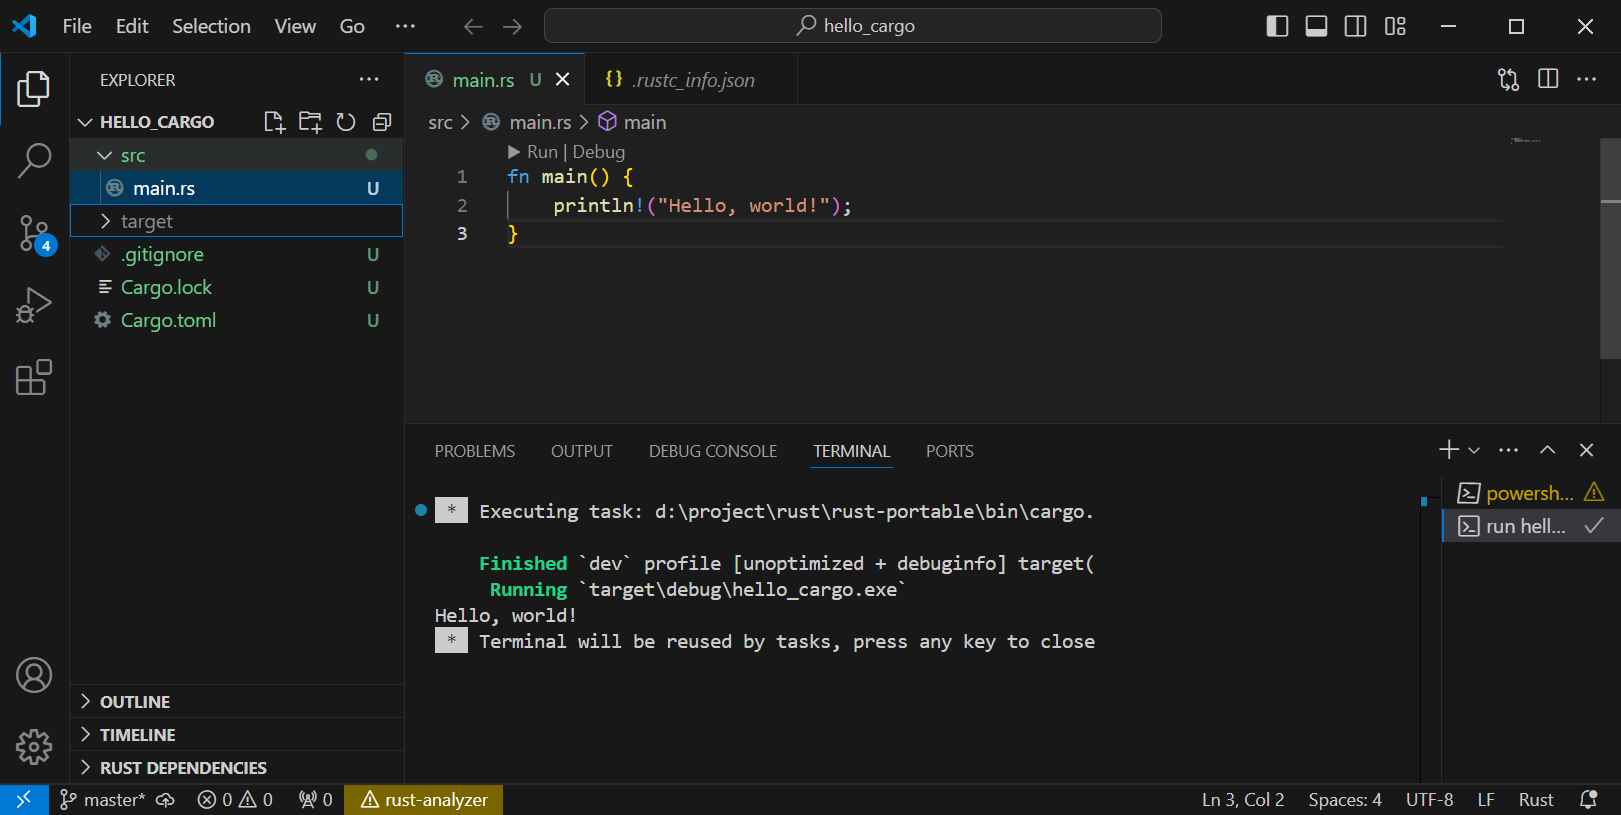 File Edit Selection View Go ···
hello_cargo
EXPLORER ···
HELLO_CARGO
src
main.rs U
target
.gitignore U
Cargo.lock U
Cargo.toml U
OUTLINE
TIMELINE
RUST DEPENDENCIES
4
main.rs U
{} .rustc_info.json
src > main.rs > main
Run | Debug
1 fn main() {
2 println!("Hello, world!");
3 }
PROBLEMS OUTPUT DEBUG CONSOLE TERMINAL PORTS
* Executing task: d:\project\rust\rust-portable\bin\cargo.
Finished `dev` profile [unoptimized + debuginfo] target(
Running `target\debug\hello_cargo.exe`
Hello, world!
* Terminal will be reused by tasks, press any key to close
powersh...
run hell...
master* 0 0 0 rust-analyzer Ln 3, Col 2 Spaces: 4 UTF-8 LF Rust